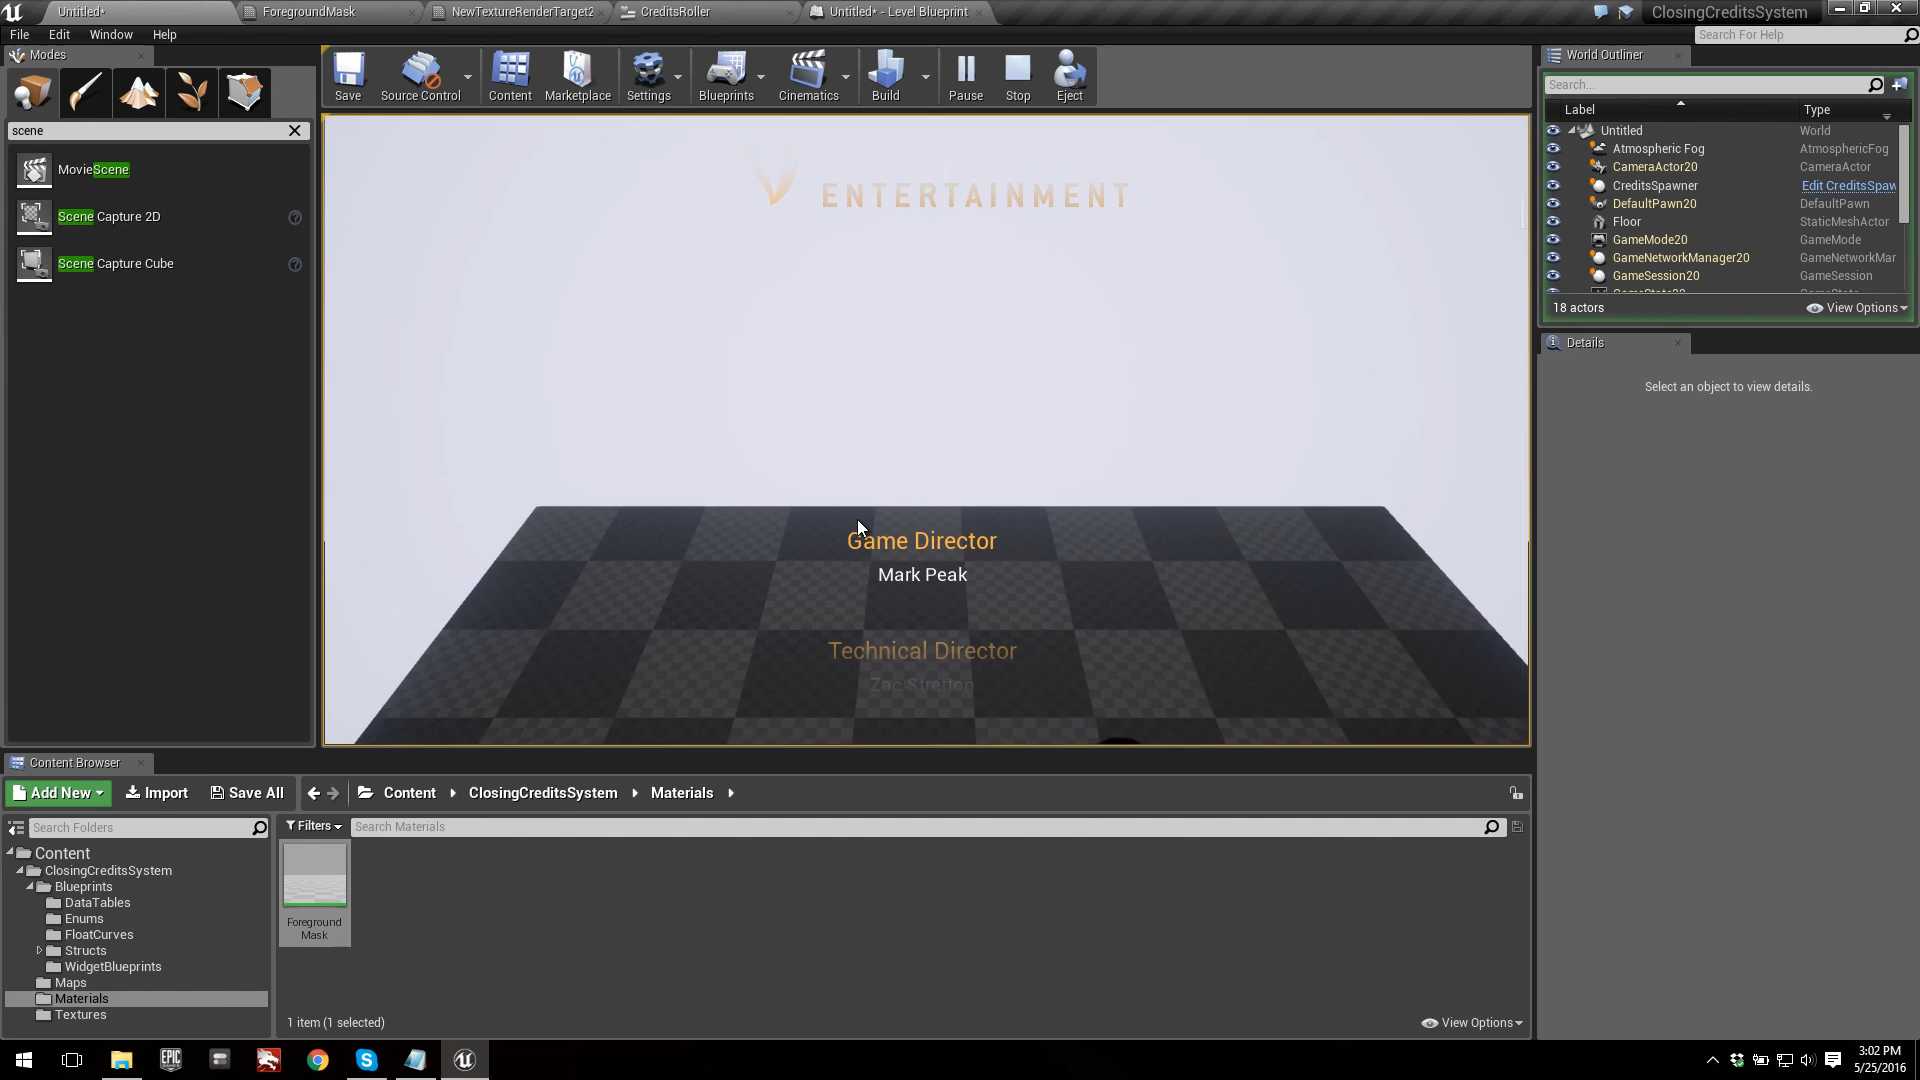 Untitled*
ForegroundMask
NewTextureRenderTarget2
CreditsRoller
Untitled* - Level Blueprint
ClosingCreditsSystem
File Edit Window Help
Search For Help
Modes
Save
Source Control
Content
Marketplace
Settings
Blueprints
Cinematics
Build
Pause
Stop
Eject
scene
MovieScene
Scene Capture 2D
Scene Capture Cube
ENTERTAINMENT
Game Director
Mark Peak
Technical Director
Zac Stretton
World Outliner
Search...
Label Type
Untitled World
Atmospheric Fog AtmosphericFog
CameraActor20 CameraActor
CreditsSpawner Edit CreditsSpaw
DefaultPawn20 DefaultPawn
Floor StaticMeshActor
GameMode20 GameMode
GameNetworkManager20 GameNetworkMar
GameSession20 GameSession
18 actors View Options
Details
Select an object to view details.
Content Browser
Add New Import Save All Content ClosingCreditsSystem Materials
Search Folders
Filters Search Materials
Content
ClosingCreditsSystem
Blueprints
DataTables
Enums
FloatCurves
Structs
WidgetBlueprints
Maps
Materials
Textures
Foreground
Mask
1 item (1 selected) View Options
EPIC
3:02 PM
5/25/2016